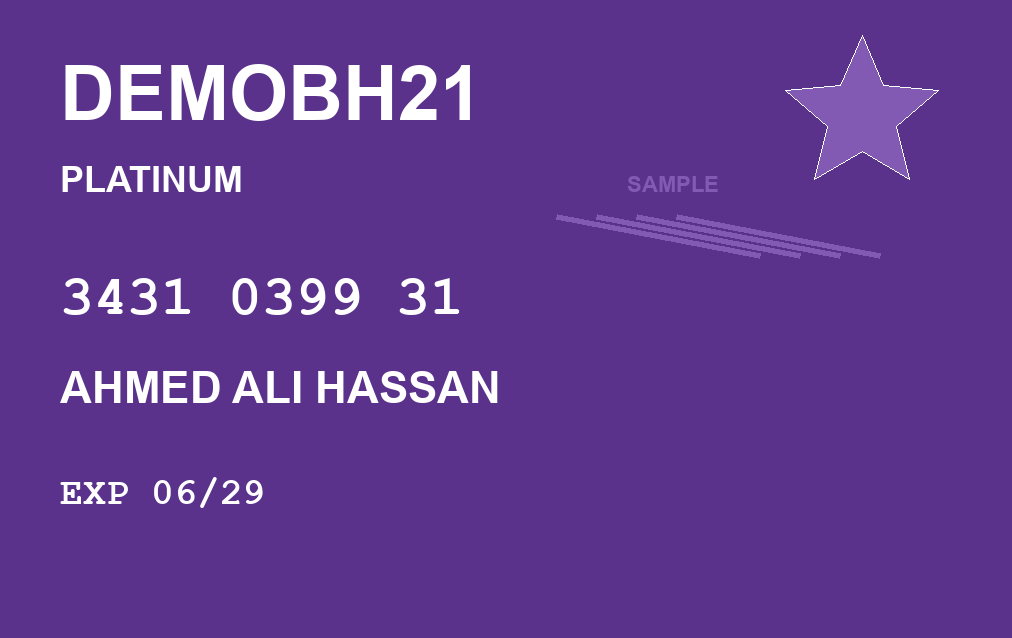 DEMOBH21
PLATINUM
SAMPLE
3431 0399 31
AHMED ALI HASSAN
EXP 06/29